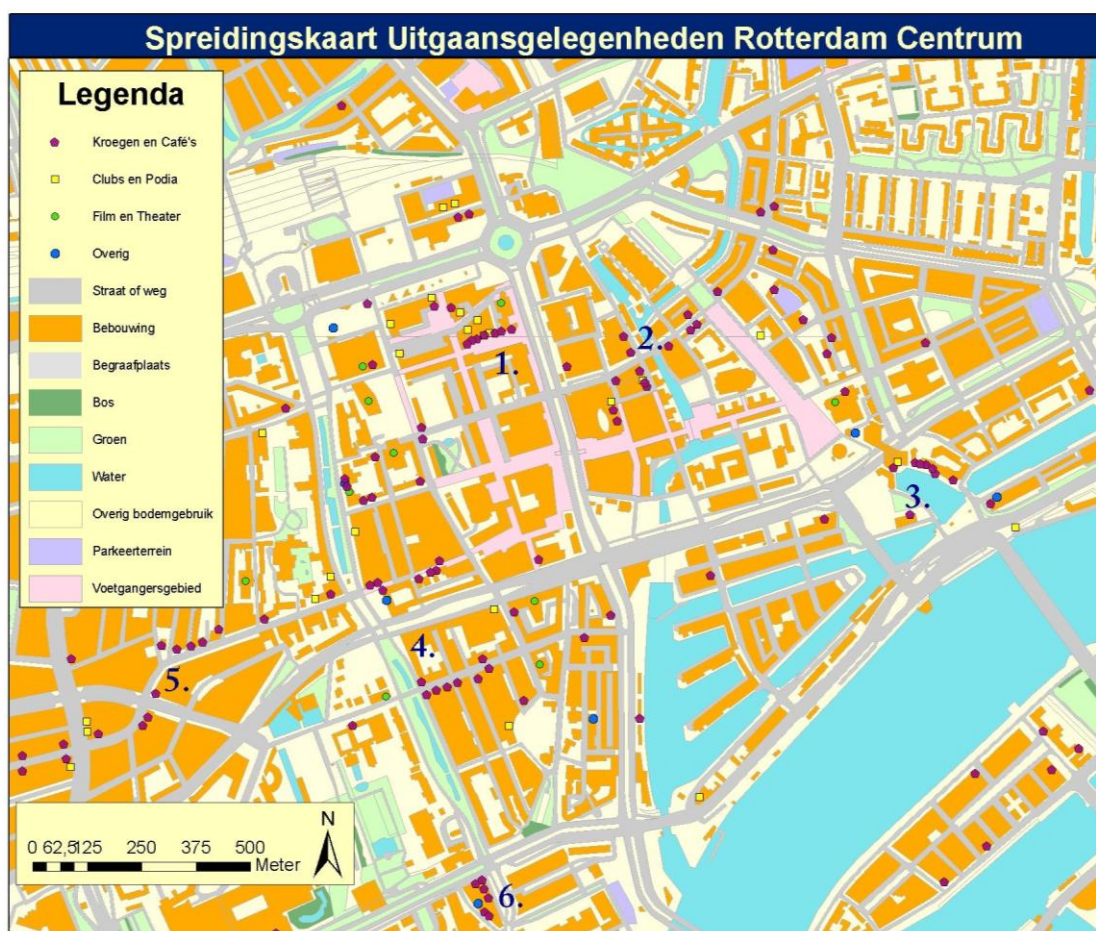 Spreidingskaart Uitgaansgelegenheden Rotterdam Centrum
Legenda
Kroegen en Café's
Clubs en Podia
Film en Theater
Overig
Straat of weg
Bebouwing
Begraafplaats
Bos
Groen
Water
Overig bodemgebruik
Parkeerterrein
Voetgangersgebied
1.
2.
3.
4.
5.
6.
N
0 62,5125 250 375 500
Meter